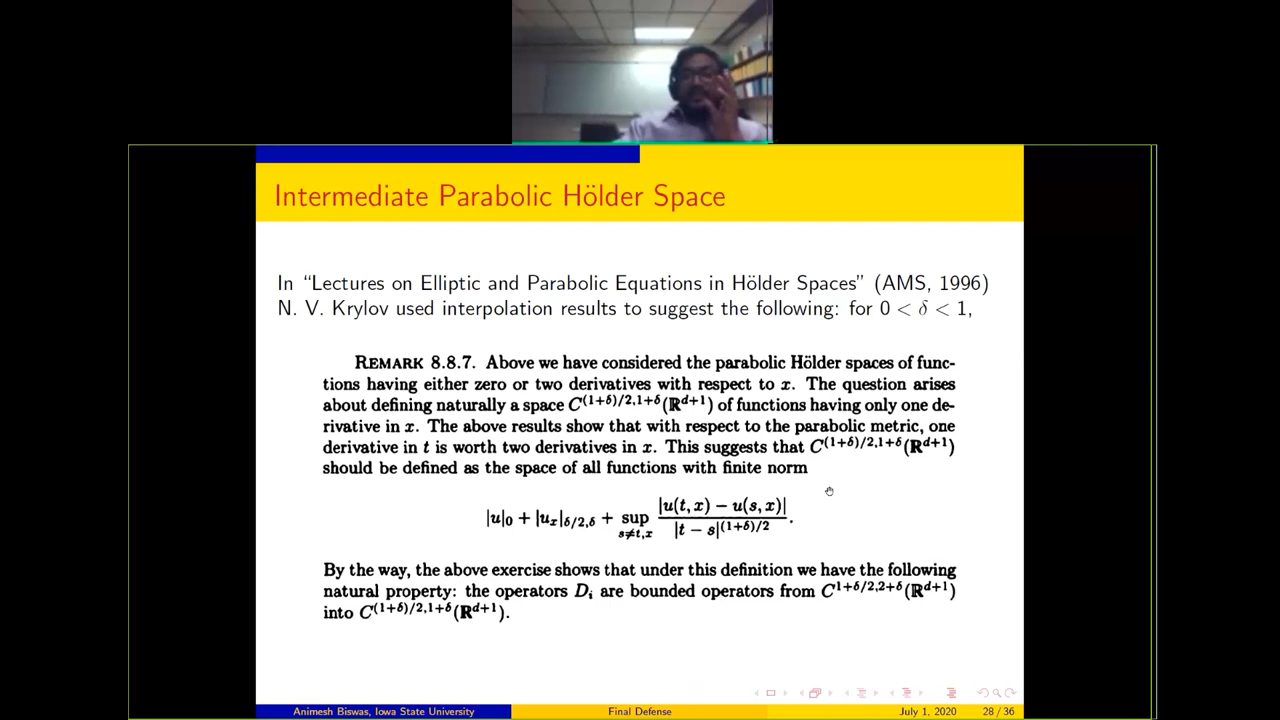 Intermediate Parabolic Hölder Space
In “Lectures on Elliptic and Parabolic Equations in Hölder Spaces” (AMS, 1996)
N. V. Krylov used interpolation results to suggest the following: for 0 < δ < 1,
REMARK 8.8.7. Above we have considered the parabolic Hölder spaces of func-
tions having either zero or two derivatives with respect to x. The question arises
about defining naturally a space C^{(1+δ)/2,1+δ}(ℝ^{d+1}) of functions having only one de-
rivative in x. The above results show that with respect to the parabolic metric, one
derivative in t is worth two derivatives in x. This suggests that C^{(1+δ)/2,1+δ}(ℝ^{d+1})
should be defined as the space of all functions with finite norm
|u|_0 + |u_x|_{δ/2,δ} + sup_{s≠t,x} |u(t,x) − u(s,x)| / |t − s|^{(1+δ)/2}.
By the way, the above exercise shows that under this definition we have the following
natural property: the operators D_i are bounded operators from C^{1+δ/2,2+δ}(ℝ^{d+1})
into C^{(1+δ)/2,1+δ}(ℝ^{d+1}).
Animesh Biswas, Iowa State University Final Defense July 1, 2020 28 / 36